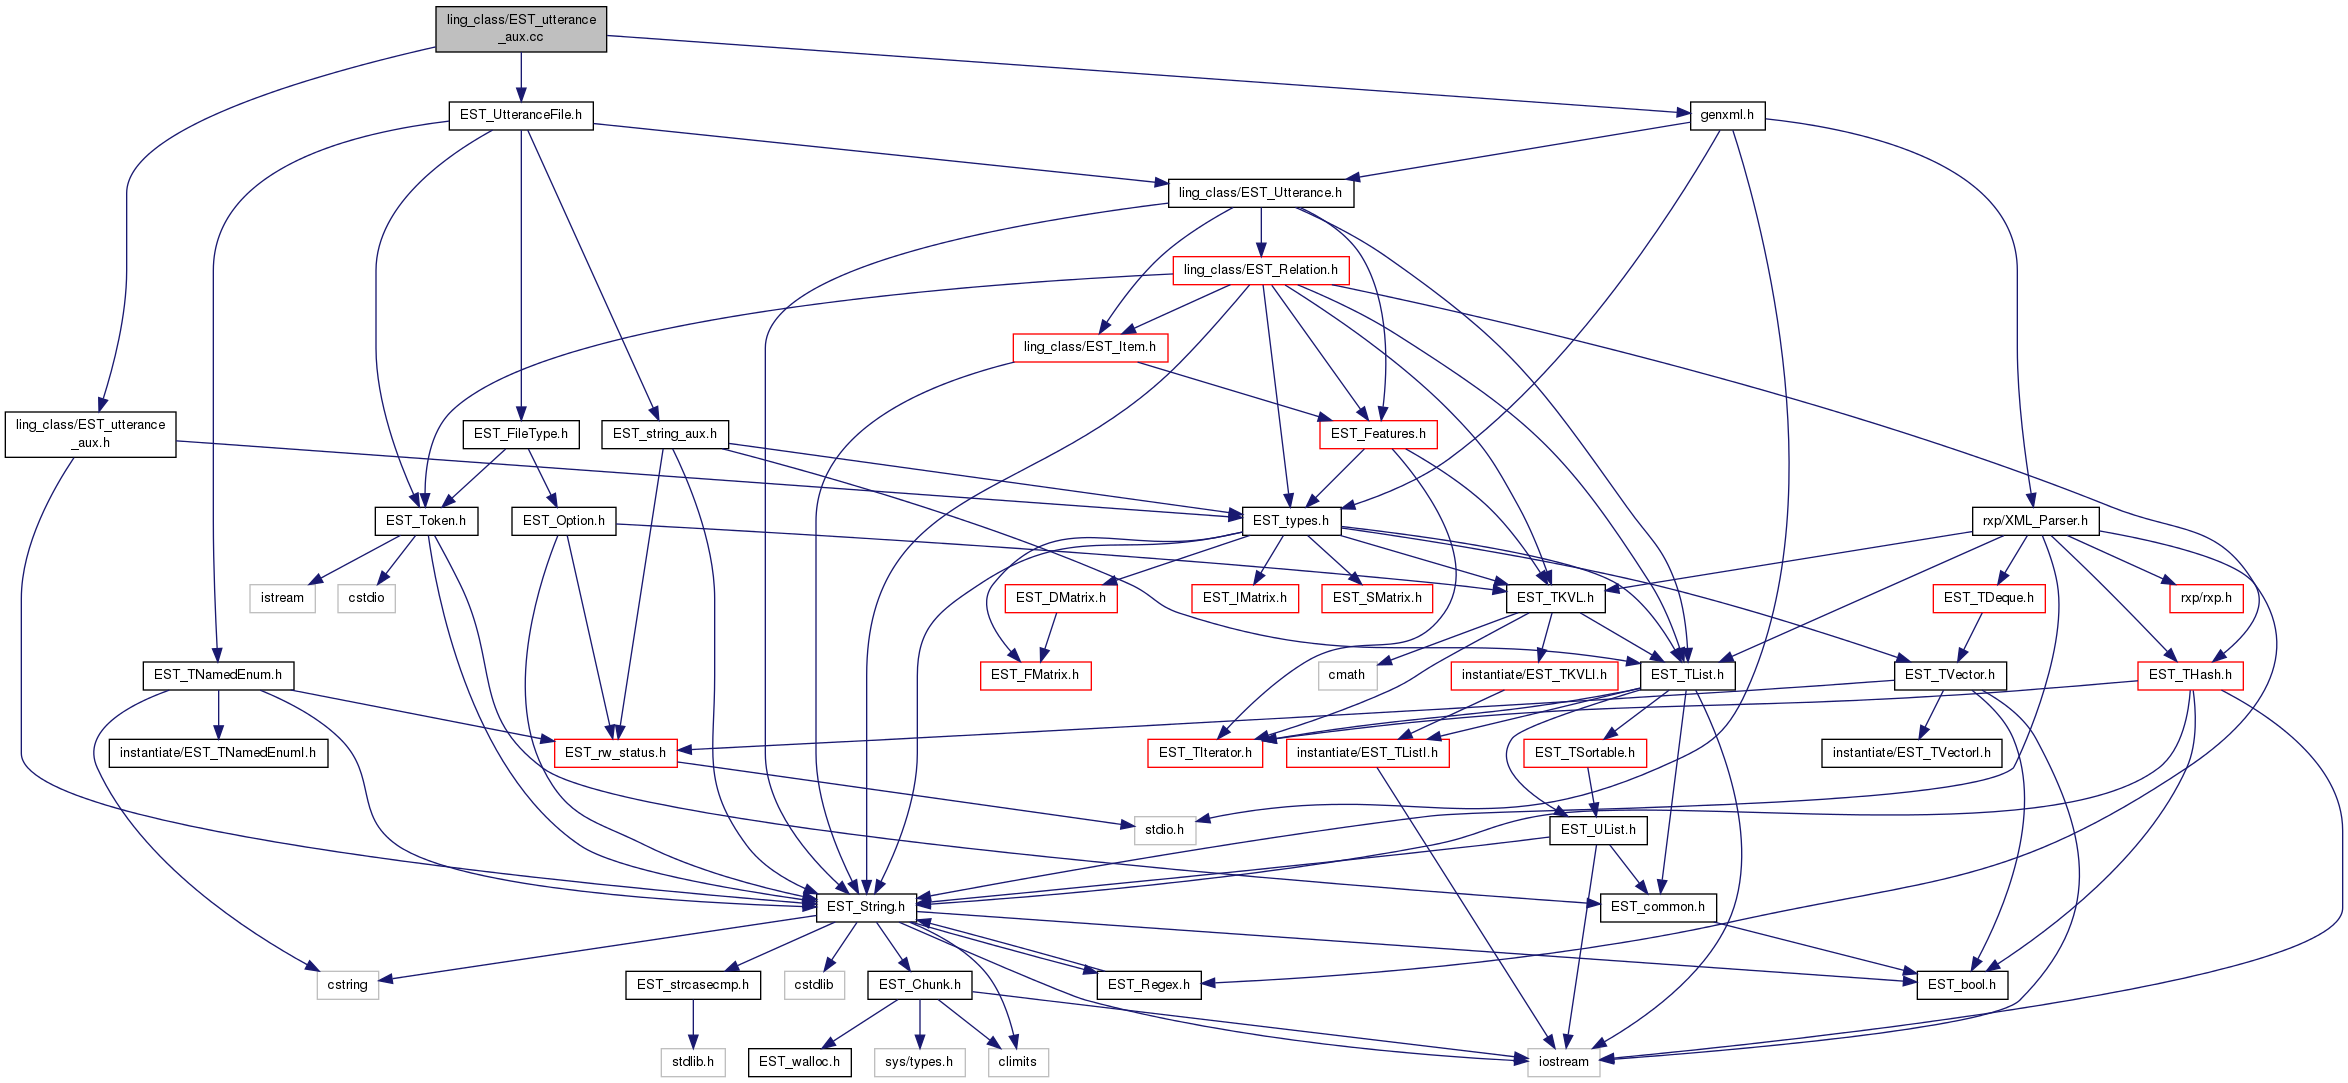 ling_class/EST_utterance
_aux.cc
EST_UtteranceFile.h
genxml.h
ling_class/EST_Utterance.h
ling_class/EST_Relation.h
ling_class/EST_Item.h
ling_class/EST_utterance
_aux.h
EST_FileType.h
EST_string_aux.h
EST_Features.h
EST_Token.h
EST_Option.h
EST_types.h
rxp/XML_Parser.h
istream
cstdio
EST_DMatrix.h
EST_IMatrix.h
EST_SMatrix.h
EST_TKVL.h
EST_TDeque.h
rxp/rxp.h
EST_TNamedEnum.h
EST_FMatrix.h
cmath
instantiate/EST_TKVLI.h
EST_TList.h
EST_TVector.h
EST_THash.h
instantiate/EST_TNamedEnumI.h
EST_rw_status.h
EST_TIterator.h
instantiate/EST_TListI.h
EST_TSortable.h
instantiate/EST_TVectorI.h
stdio.h
EST_UList.h
EST_String.h
EST_common.h
cstring
EST_strcasecmp.h
cstdlib
EST_Chunk.h
EST_Regex.h
EST_bool.h
stdlib.h
EST_walloc.h
sys/types.h
climits
iostream